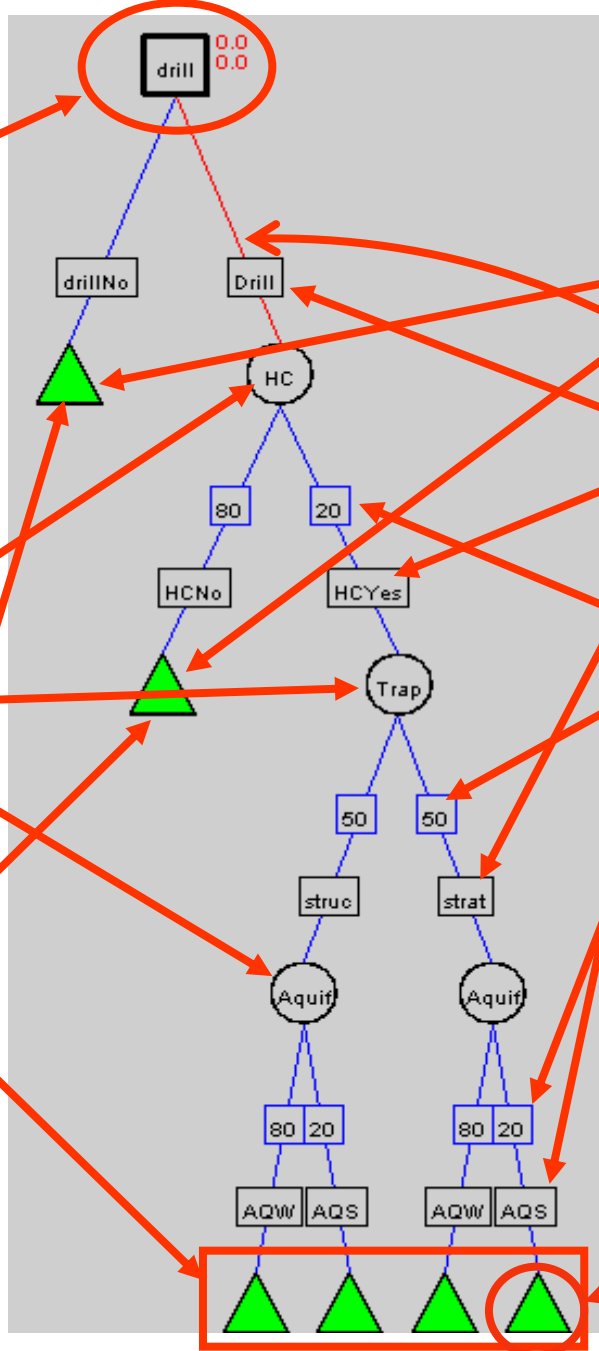 0.0
drill 0.0
drillNo Drill
HC
80 20
HCNo HCYes
Trap
50 50
struc strat
Aquif Aquif
80 20 80 20
AQW AQS AQW AQS